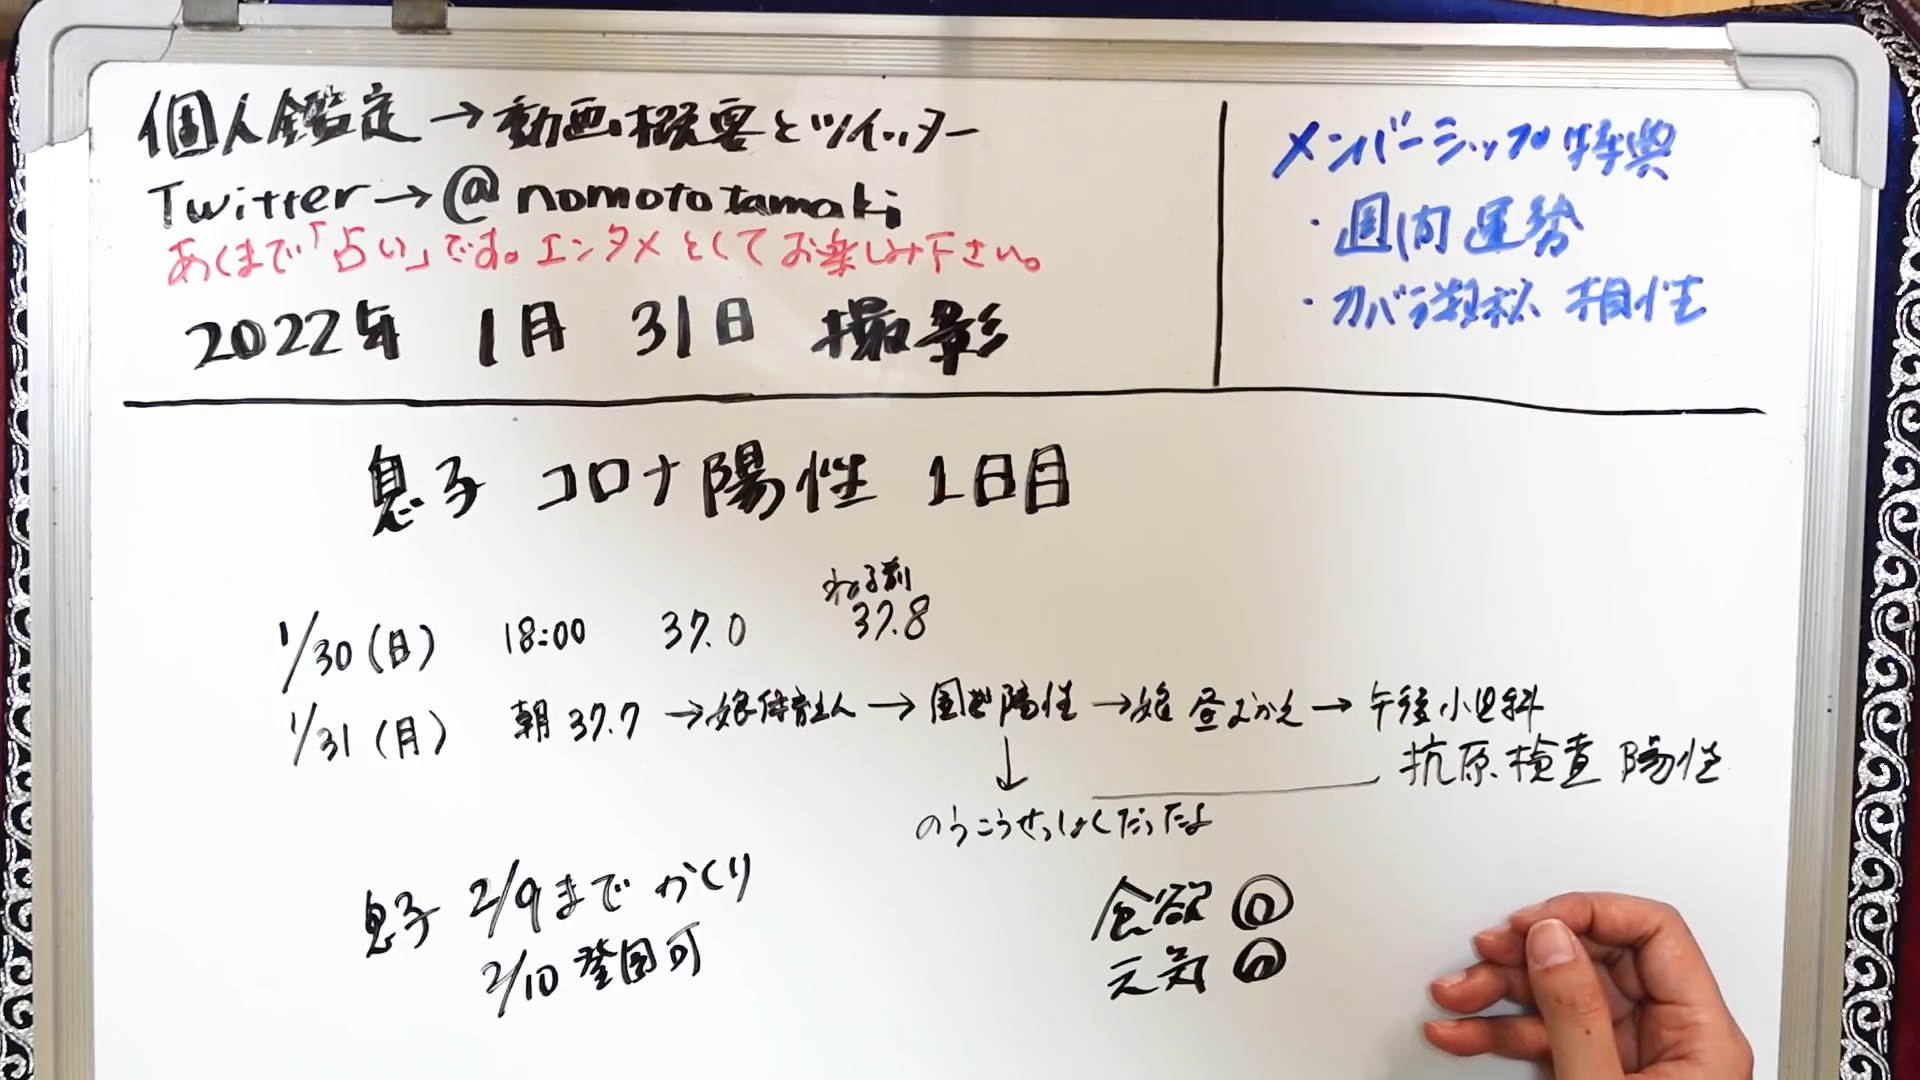 個人鑑定→動画概要とツイッター
Twitter→@nomototamaki
あくまで「占い」です。エンタメとしてお楽しみ下さい。
2022年 1月 31日 撮影
メンバーシップ特典
・週間運勢
・カバラ数秘 相性
息子 コロナ陽性 1日目
ねる前
1/30(日) 18:00 37.0 37.8
1/31(月) 朝 37.7 →娘保育士人→ 園児陽性 →娘 昼むかえ→ 午後小児科
抗原検査 陽性
↓
のうこうせっしょくだったよ
息子 2/9まで かくり
2/10 登園可
食欲 ◎
元気 ◎